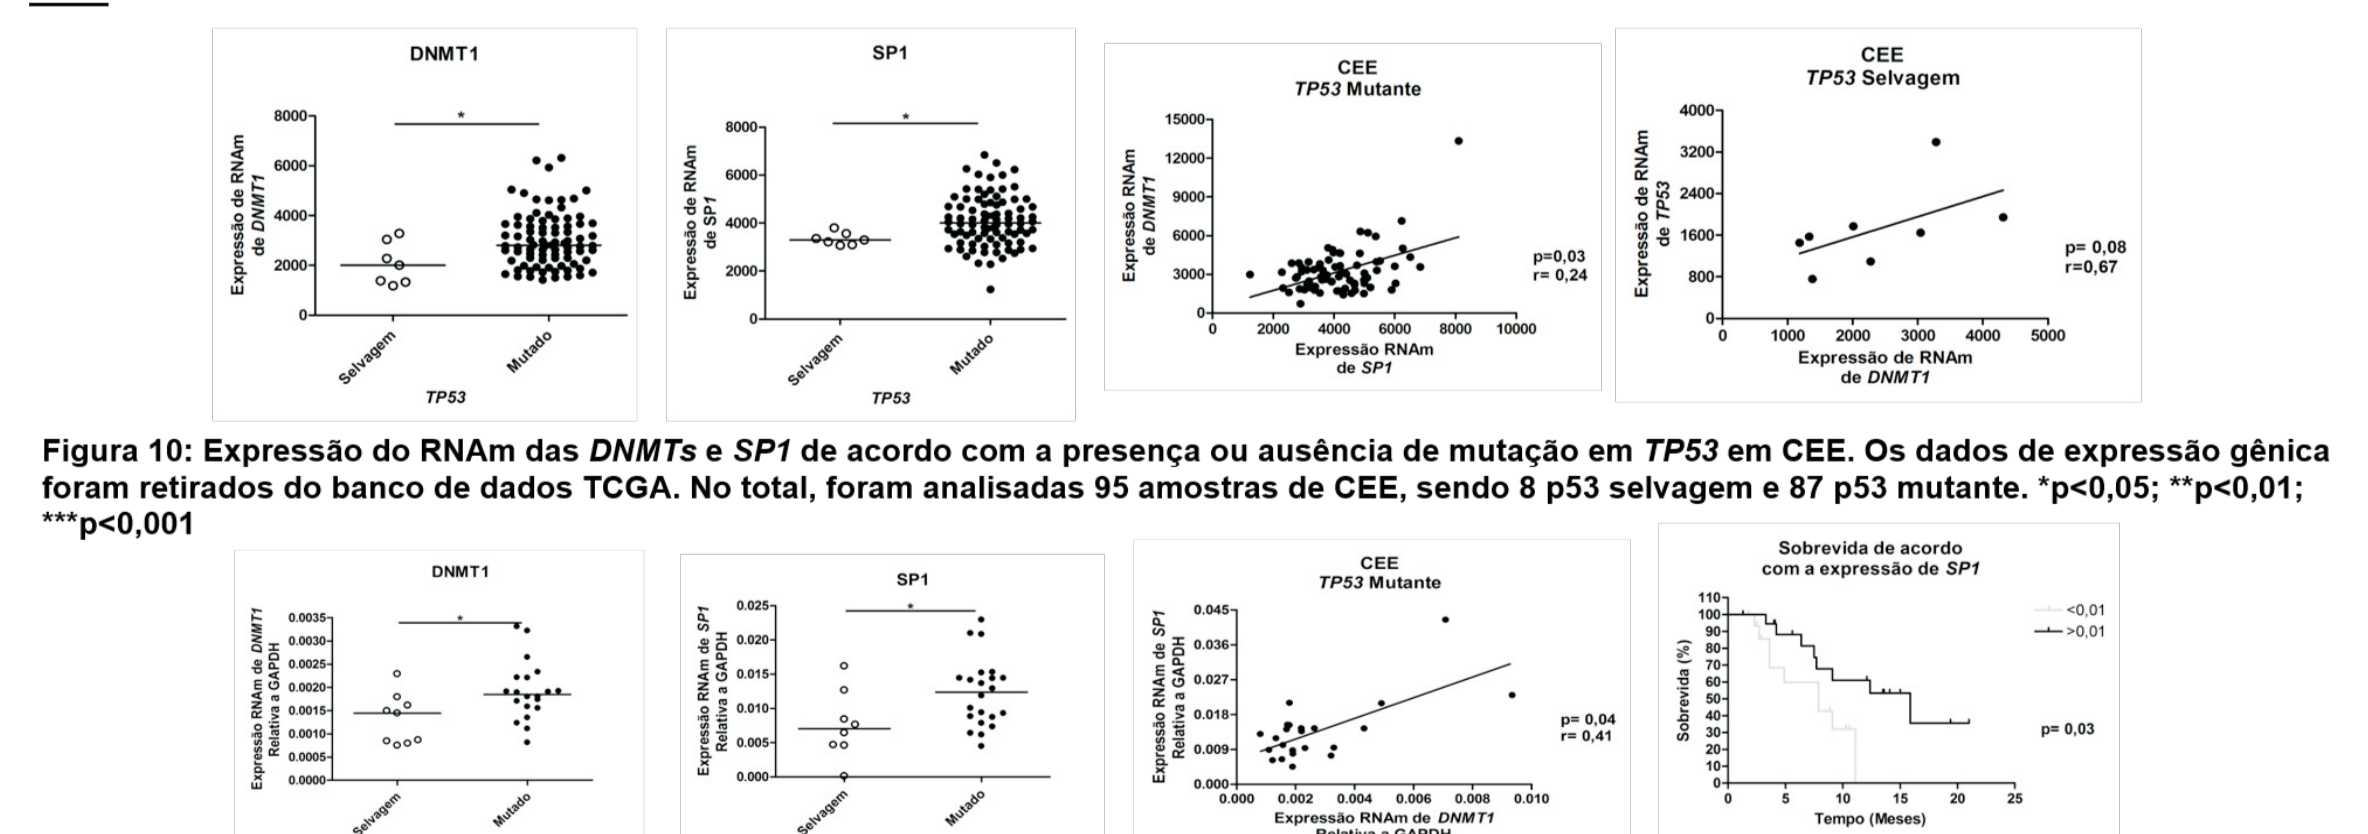 DNMT1
*
Expressão de RNAm
de DNMT1
8000
6000
4000
2000
0
Selvagem
Mutado
TP53
SP1
*
Expressão de RNAm
de SP1
8000
6000
4000
2000
0
Selvagem
Mutado
TP53
CEE
TP53 Mutante
Expressão RNAm
de DNMT1
15000
12000
9000
6000
3000
0
0 2000 4000 6000 8000 10000
Expressão RNAm
de SP1
p=0,03
r= 0,24
CEE
TP53 Selvagem
Expressão de RNAm
de TP53
4000
3200
2400
1600
800
0
0 1000 2000 3000 4000 5000
Expressão de RNAm
de DNMT1
p= 0,08
r=0,67
Figura 10: Expressão do RNAm das DNMTs e SP1 de acordo com a presença ou ausência de mutação em TP53 em CEE. Os dados de expressão gênica
foram retirados do banco de dados TCGA. No total, foram analisadas 95 amostras de CEE, sendo 8 p53 selvagem e 87 p53 mutante. *p<0,05; **p<0,01;
***p<0,001
DNMT1
*
Expressão RNAm de DNMT1
Relativa a GAPDH
0.0035
0.0030
0.0025
0.0020
0.0015
0.0010
0.0005
0.0000
Selvagem
Mutado
SP1
*
Expressão RNAm de SP1
Relativa a GAPDH
0.025
0.020
0.015
0.010
0.005
0.000
Selvagem
Mutado
CEE
TP53 Mutante
Expressão RNAm de SP1
Relativa a GAPDH
0.045
0.036
0.027
0.018
0.009
0.000
0.000 0.002 0.004 0.006 0.008 0.010
Expressão RNAm de DNMT1
Relativa a GAPDH
p= 0,04
r= 0,41
Sobrevida de acordo
com a expressão de SP1
Sobrevida (%)
110
100
90
80
70
60
50
40
30
20
10
0
0 5 10 15 20 25
Tempo (Meses)
<0,01
>0,01
p= 0,03